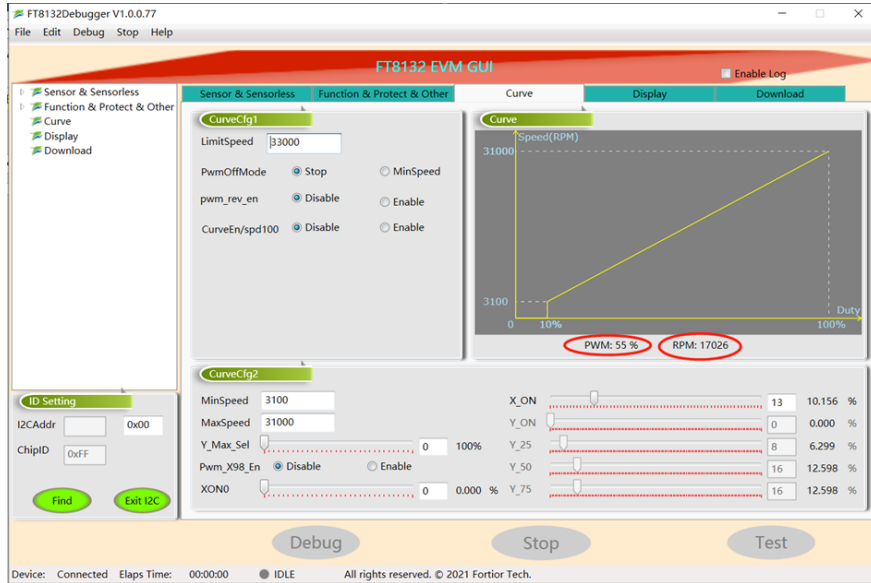 FT8132Debugger V1.0.0.77
File Edit Debug Stop Help
FT8132 EVM GUI
Enable Log
Sensor & Sensorless
Function & Protect & Other
Curve
Display
Download
Sensor & Sensorless Function & Protect & Other Curve Display Download
CurveCfg1
LimitSpeed 33000
PwmOffMode Stop MinSpeed
pwm_rev_en Disable Enable
CurveEn/spd100 Disable Enable
Curve
Speed(RPM)
31000
3100
Duty
0 10% 100%
PWM: 55 % RPM: 17026
ID Setting
I2CAddr 0x00
ChipID 0xFF
Find Exit I2C
CurveCfg2
MinSpeed 3100
MaxSpeed 31000
Y_Max_Sel 0 100%
Pwm_X98_En Disable Enable
XON0 0 0.000 %
X_ON 13 10.156 %
Y_ON 0 0.000 %
Y_25 8 6.299 %
Y_50 16 12.598 %
Y_75 16 12.598 %
Debug Stop Test
Device: Connected Elaps Time: 00:00:00 IDLE All rights reserved. © 2021 Fortior Tech.